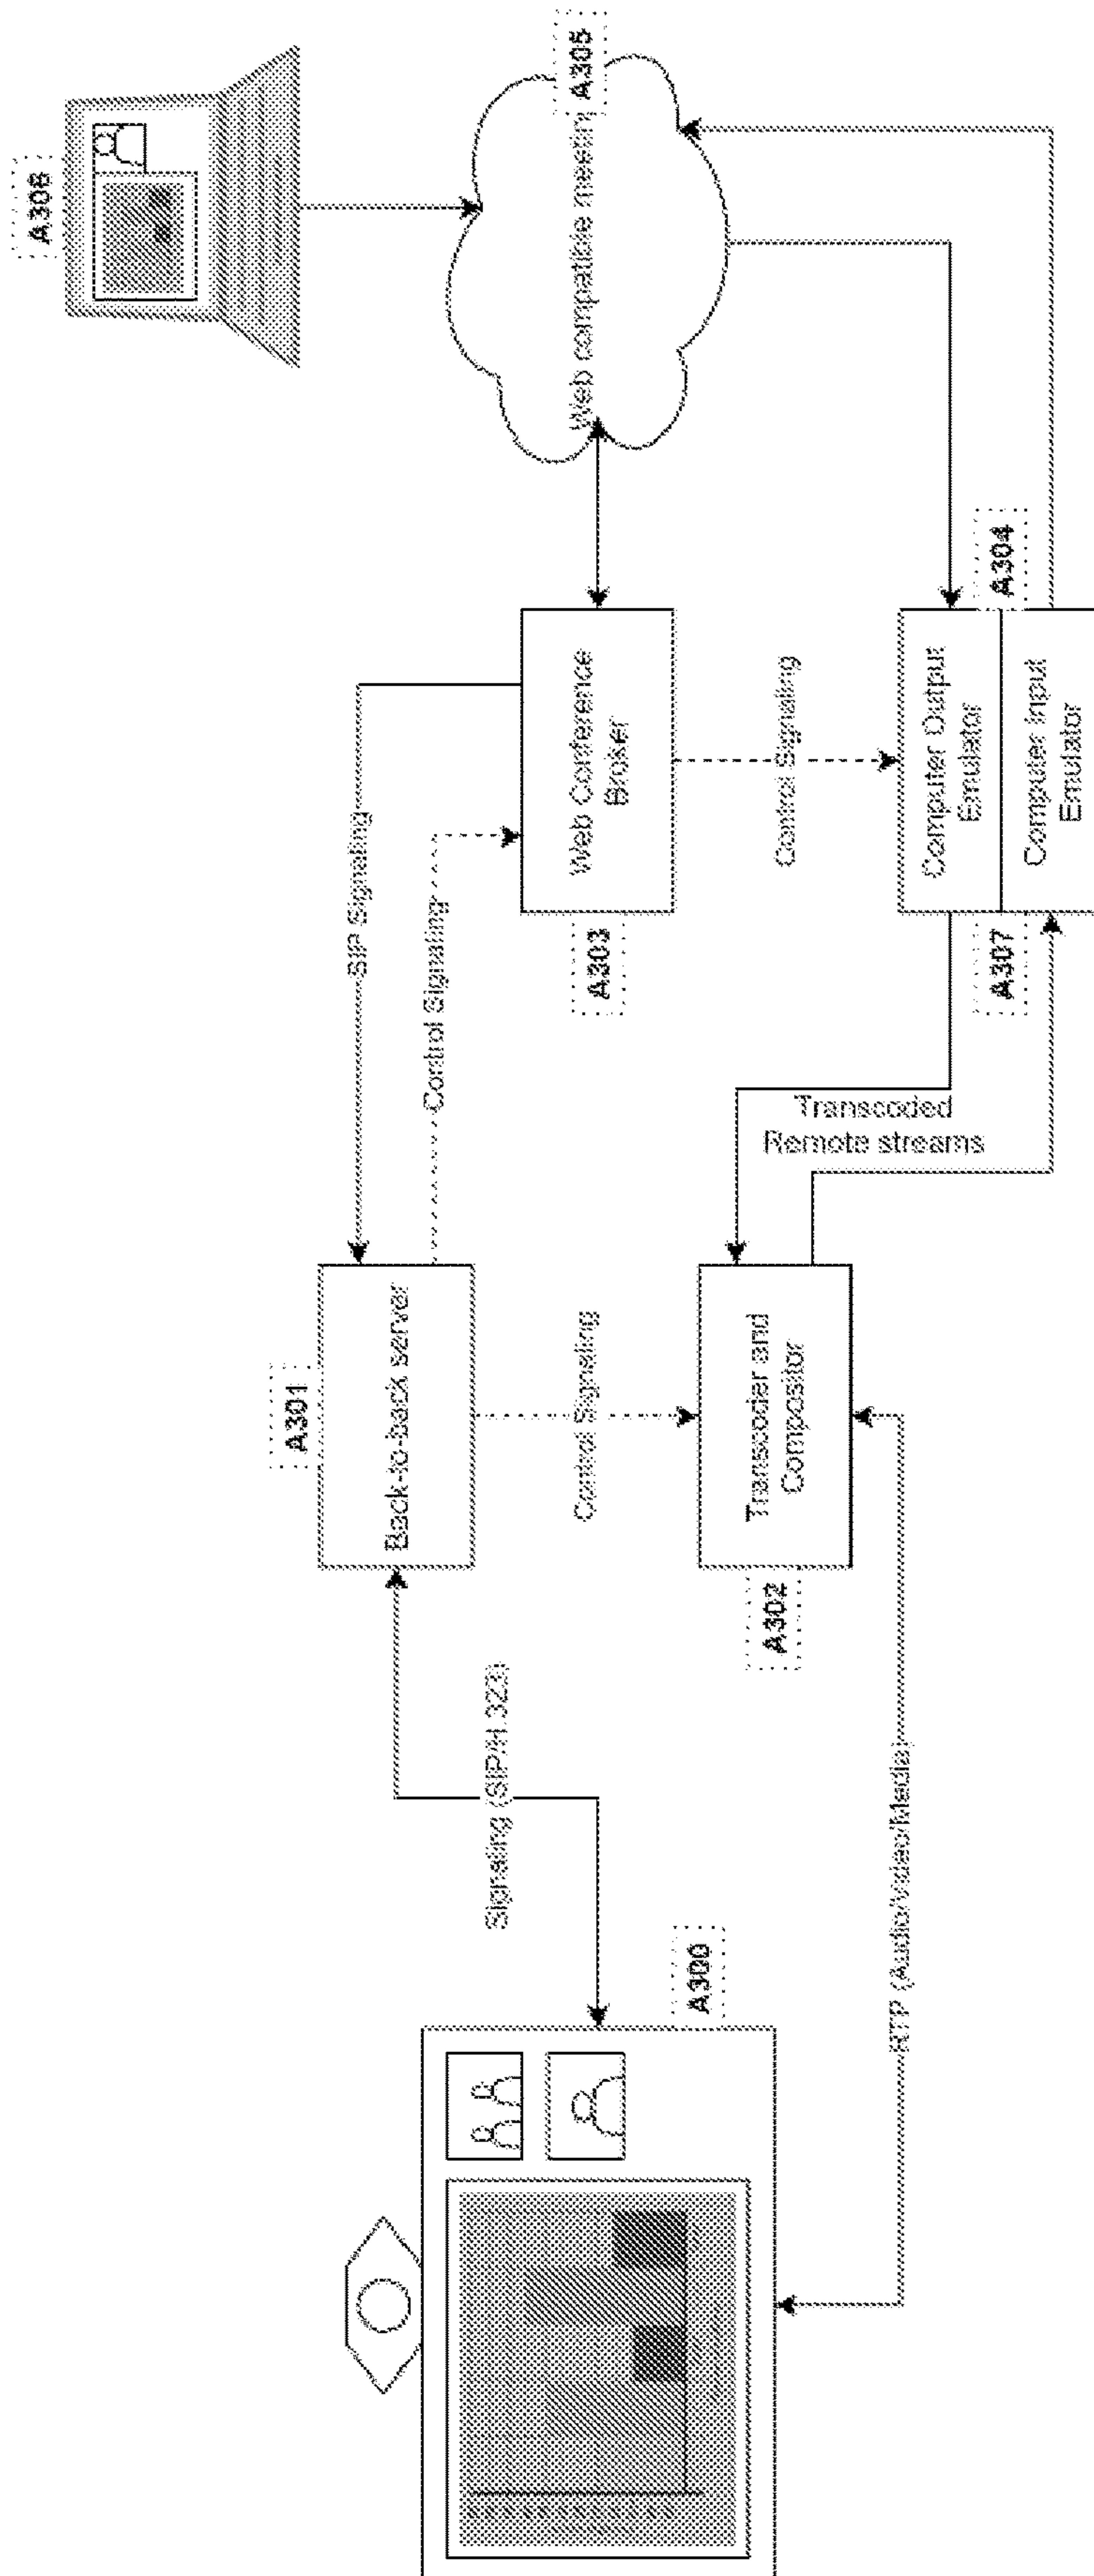 A306
A305
Web compatible meetin
SIP Signaling
Control Signaling
Web Conference
Broker
A303
Control Signaling
Computer Output
Emulator
A304
Computer Input
Emulator
A307
Transcoded
Remote streams
A301
Back-to-back server
Control Signaling
Transcoder and
Compositor
A302
Signaling (SIP/H.323)
A300
RTP (Audio/Video/Media)